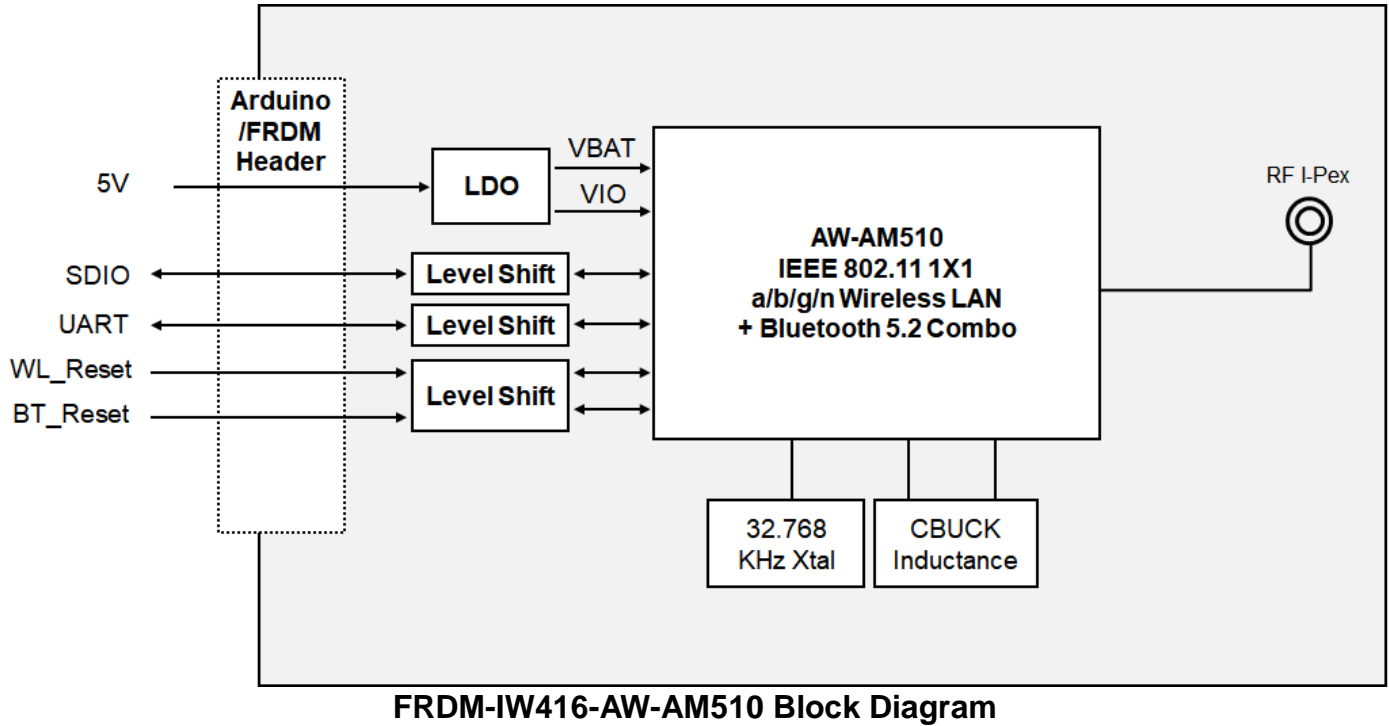 Arduino
/FRDM
Header
5V
LDO
VBAT
VIO
SDIO
Level Shift
UART
Level Shift
WL_Reset
BT_Reset
Level Shift
AW-AM510
IEEE 802.11 1X1
a/b/g/n Wireless LAN
+ Bluetooth 5.2 Combo
RF I-Pex
32.768
KHz Xtal
CBUCK
Inductance
FRDM-IW416-AW-AM510 Block Diagram